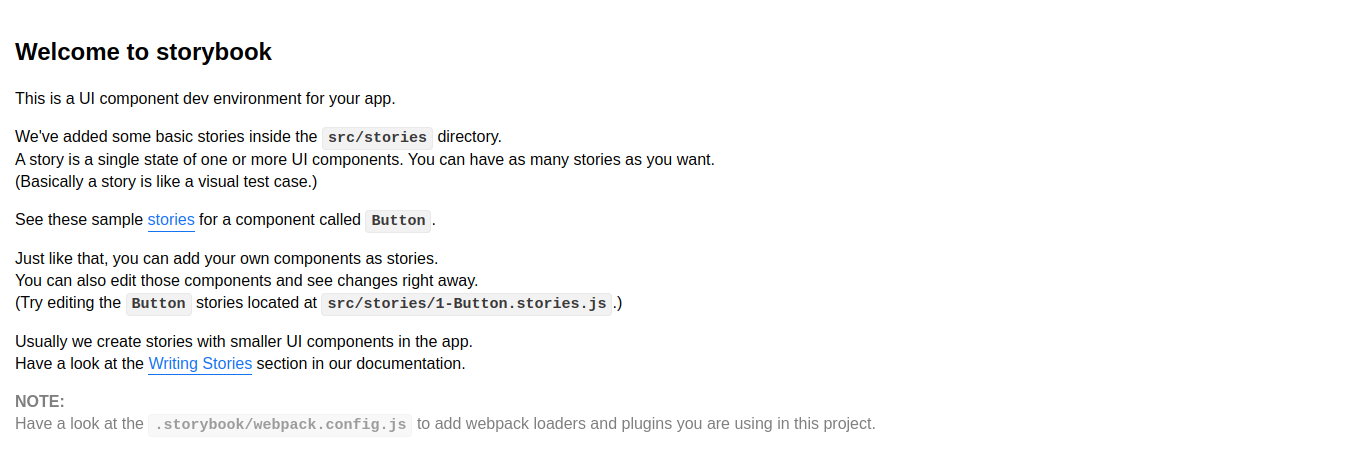 Welcome to storybook
This is a UI component dev environment for your app.
We've added some basic stories inside the src/stories directory.
A story is a single state of one or more UI components. You can have as many stories as you want.
(Basically a story is like a visual test case.)
See these sample stories for a component called Button.
Just like that, you can add your own components as stories.
You can also edit those components and see changes right away.
(Try editing the Button stories located at src/stories/1-Button.stories.js.)
Usually we create stories with smaller UI components in the app.
Have a look at the Writing Stories section in our documentation.
NOTE:
Have a look at the .storybook/webpack.config.js to add webpack loaders and plugins you are using in this project.